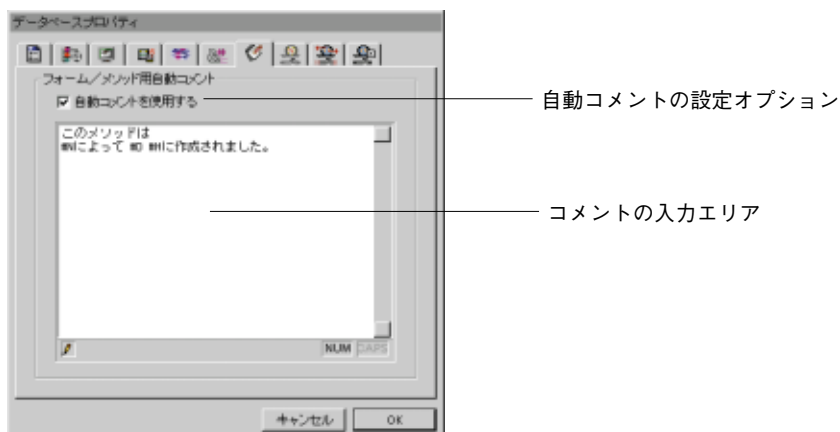 データベースプロパティ
フォーム／メソッド用自動コメント
自動コメントを使用する
自動コメントの設定オプション
このメソッドは
によって に作成されました。
コメントの入力エリア
NUM CAPS
キャンセル OK